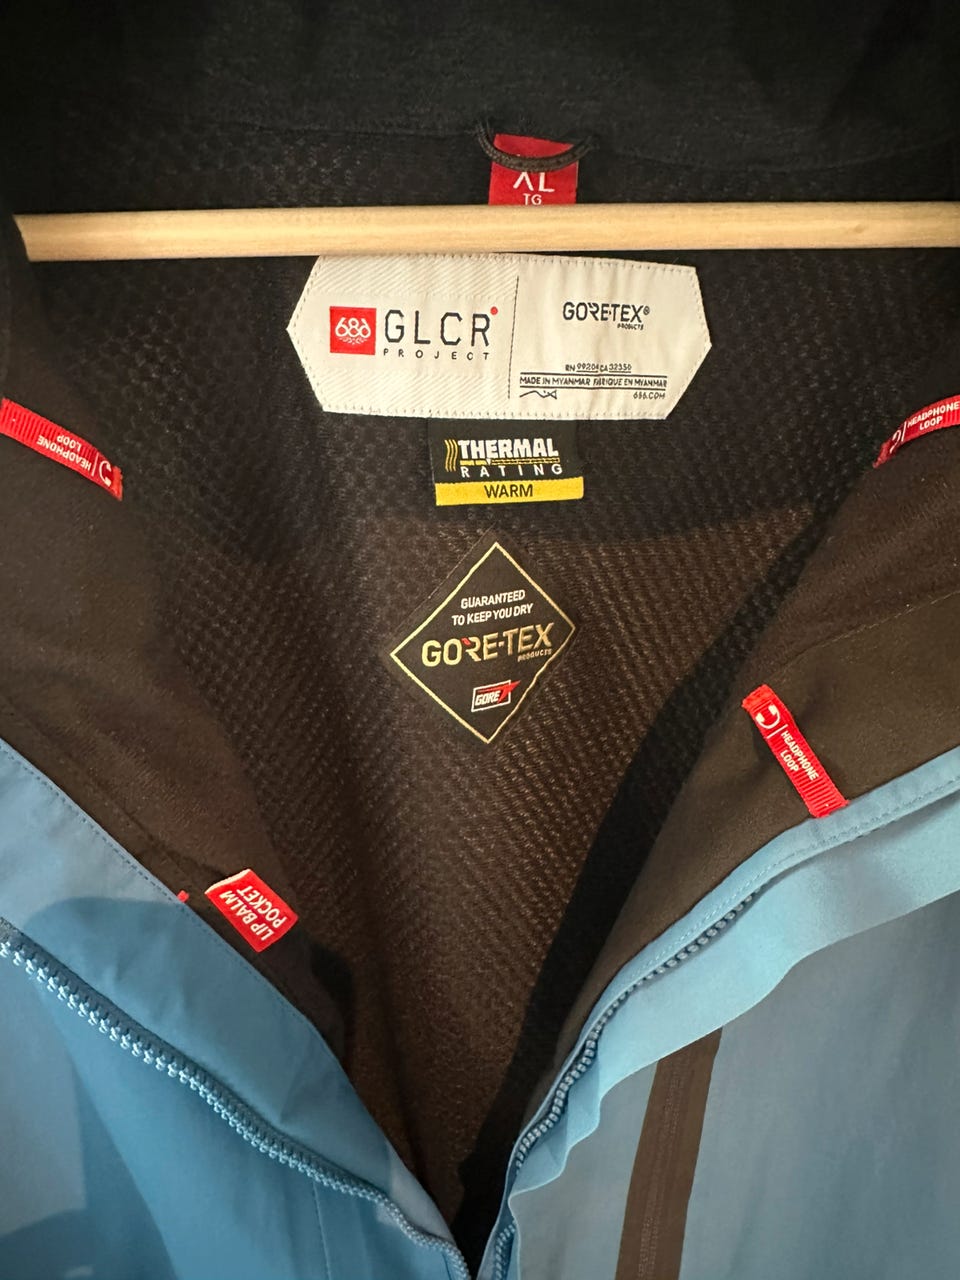 XL
TG
686
GLCR
PROJECT
GORE-TEX®
PRODUCTS
RN 99204 CA 32350
MADE IN MYANMAR FABRIQUE EN MYANMAR
686.COM
HEADPHONE
LOOP
HEADPHONE
LOOP
THERMAL
RATING
WARM
GUARANTEED
TO KEEP YOU DRY
GORE-TEX
PRODUCTS
GORE
HEADPHONE
LOOP
LIP BALM
POCKET